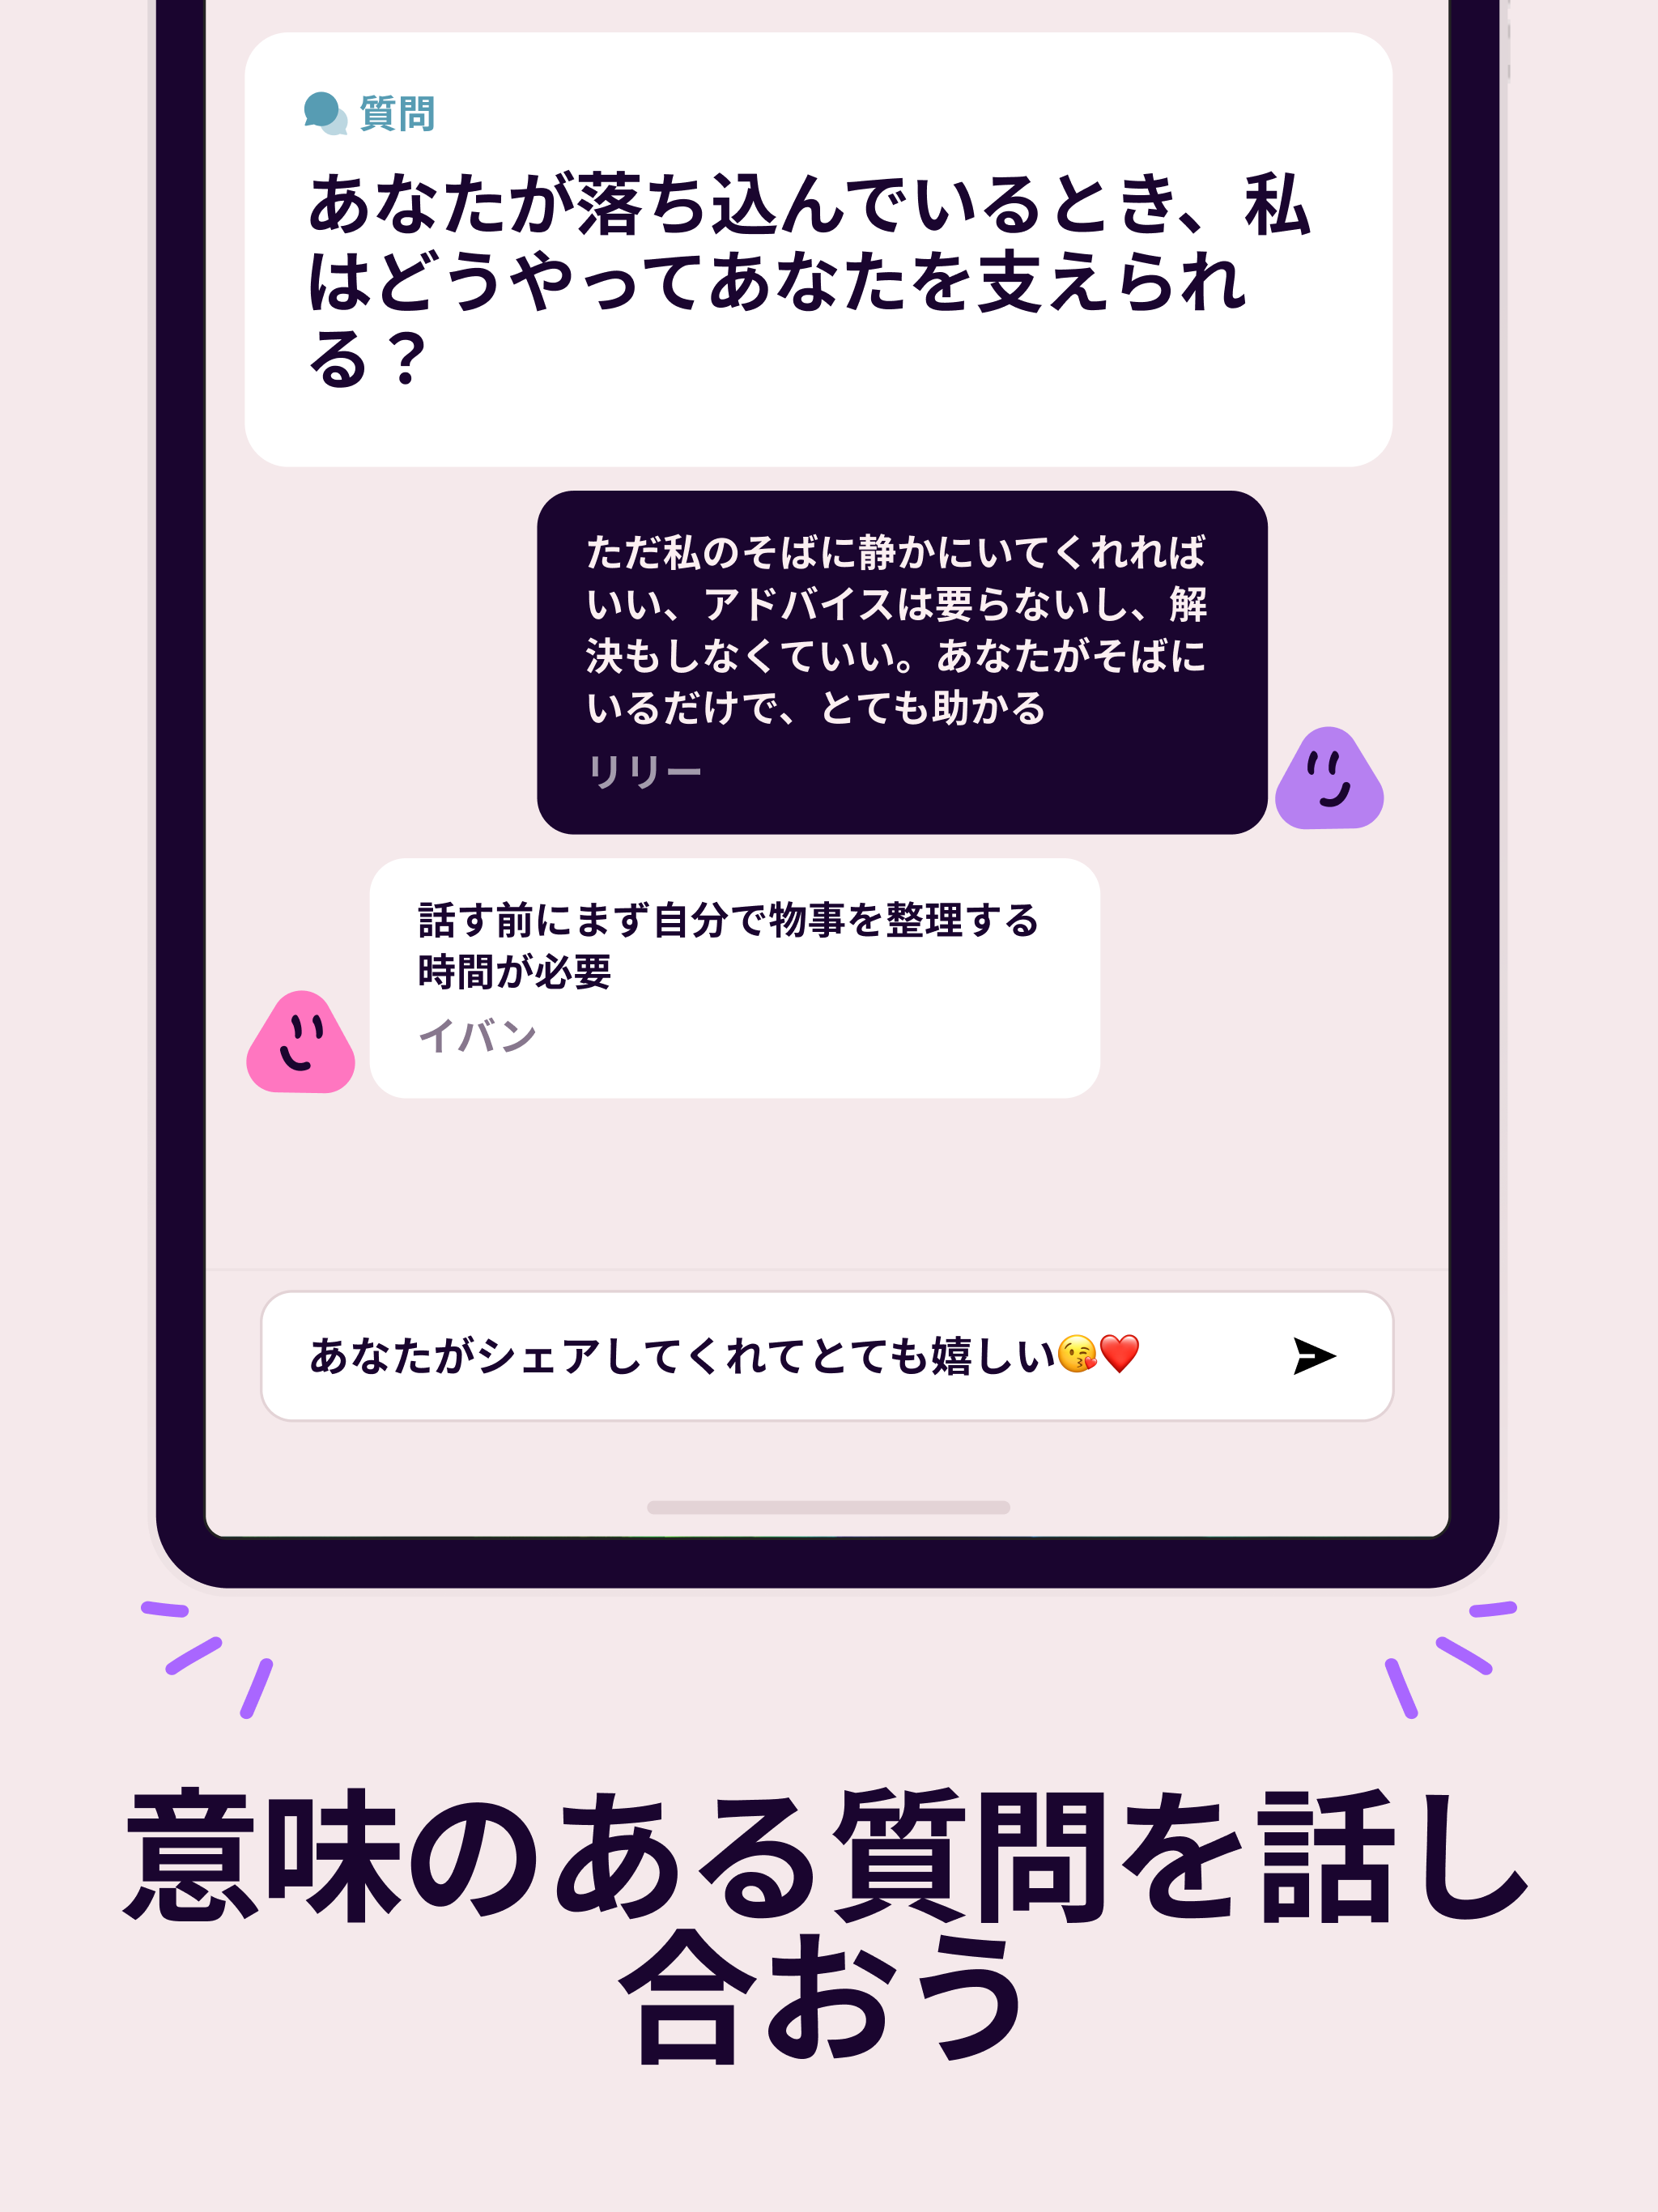 質問
あなたが落ち込んでいるとき、私
はどうやってあなたを支えられ
る？
ただ私のそばに静かにいてくれれば
いい、アドバイスは要らないし、解
決もしなくていい。あなたがそばに
いるだけで、とても助かる
リリー
話す前にまず自分で物事を整理する
時間が必要
イバン
あなたがシェアしてくれてとても嬉しい😘❤️
意味のある質問を話し
合おう